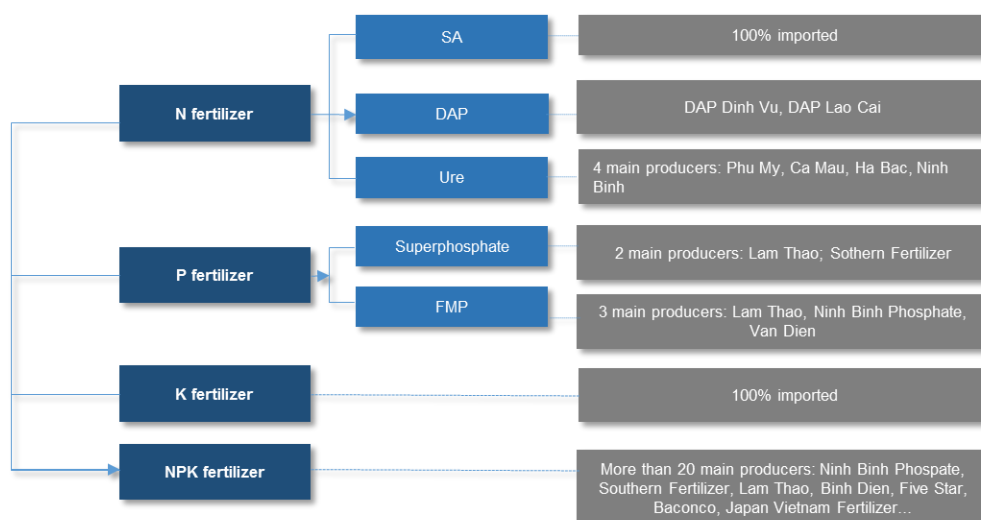 SA
100% imported
N fertilizer
DAP
DAP Dinh Vu, DAP Lao Cai
Ure
4 main producers: Phu My, Ca Mau, Ha Bac, Ninh
Binh
Superphosphate
2 main producers: Lam Thao; Sothern Fertilizer
P fertilizer
FMP
3 main producers: Lam Thao, Ninh Binh Phosphate,
Van Dien
K fertilizer
100% imported
NPK fertilizer
More than 20 main producers: Ninh Binh Phospate,
Southern Fertilizer, Lam Thao, Binh Dien, Five Star,
Baconco, Japan Vietnam Fertilizer...